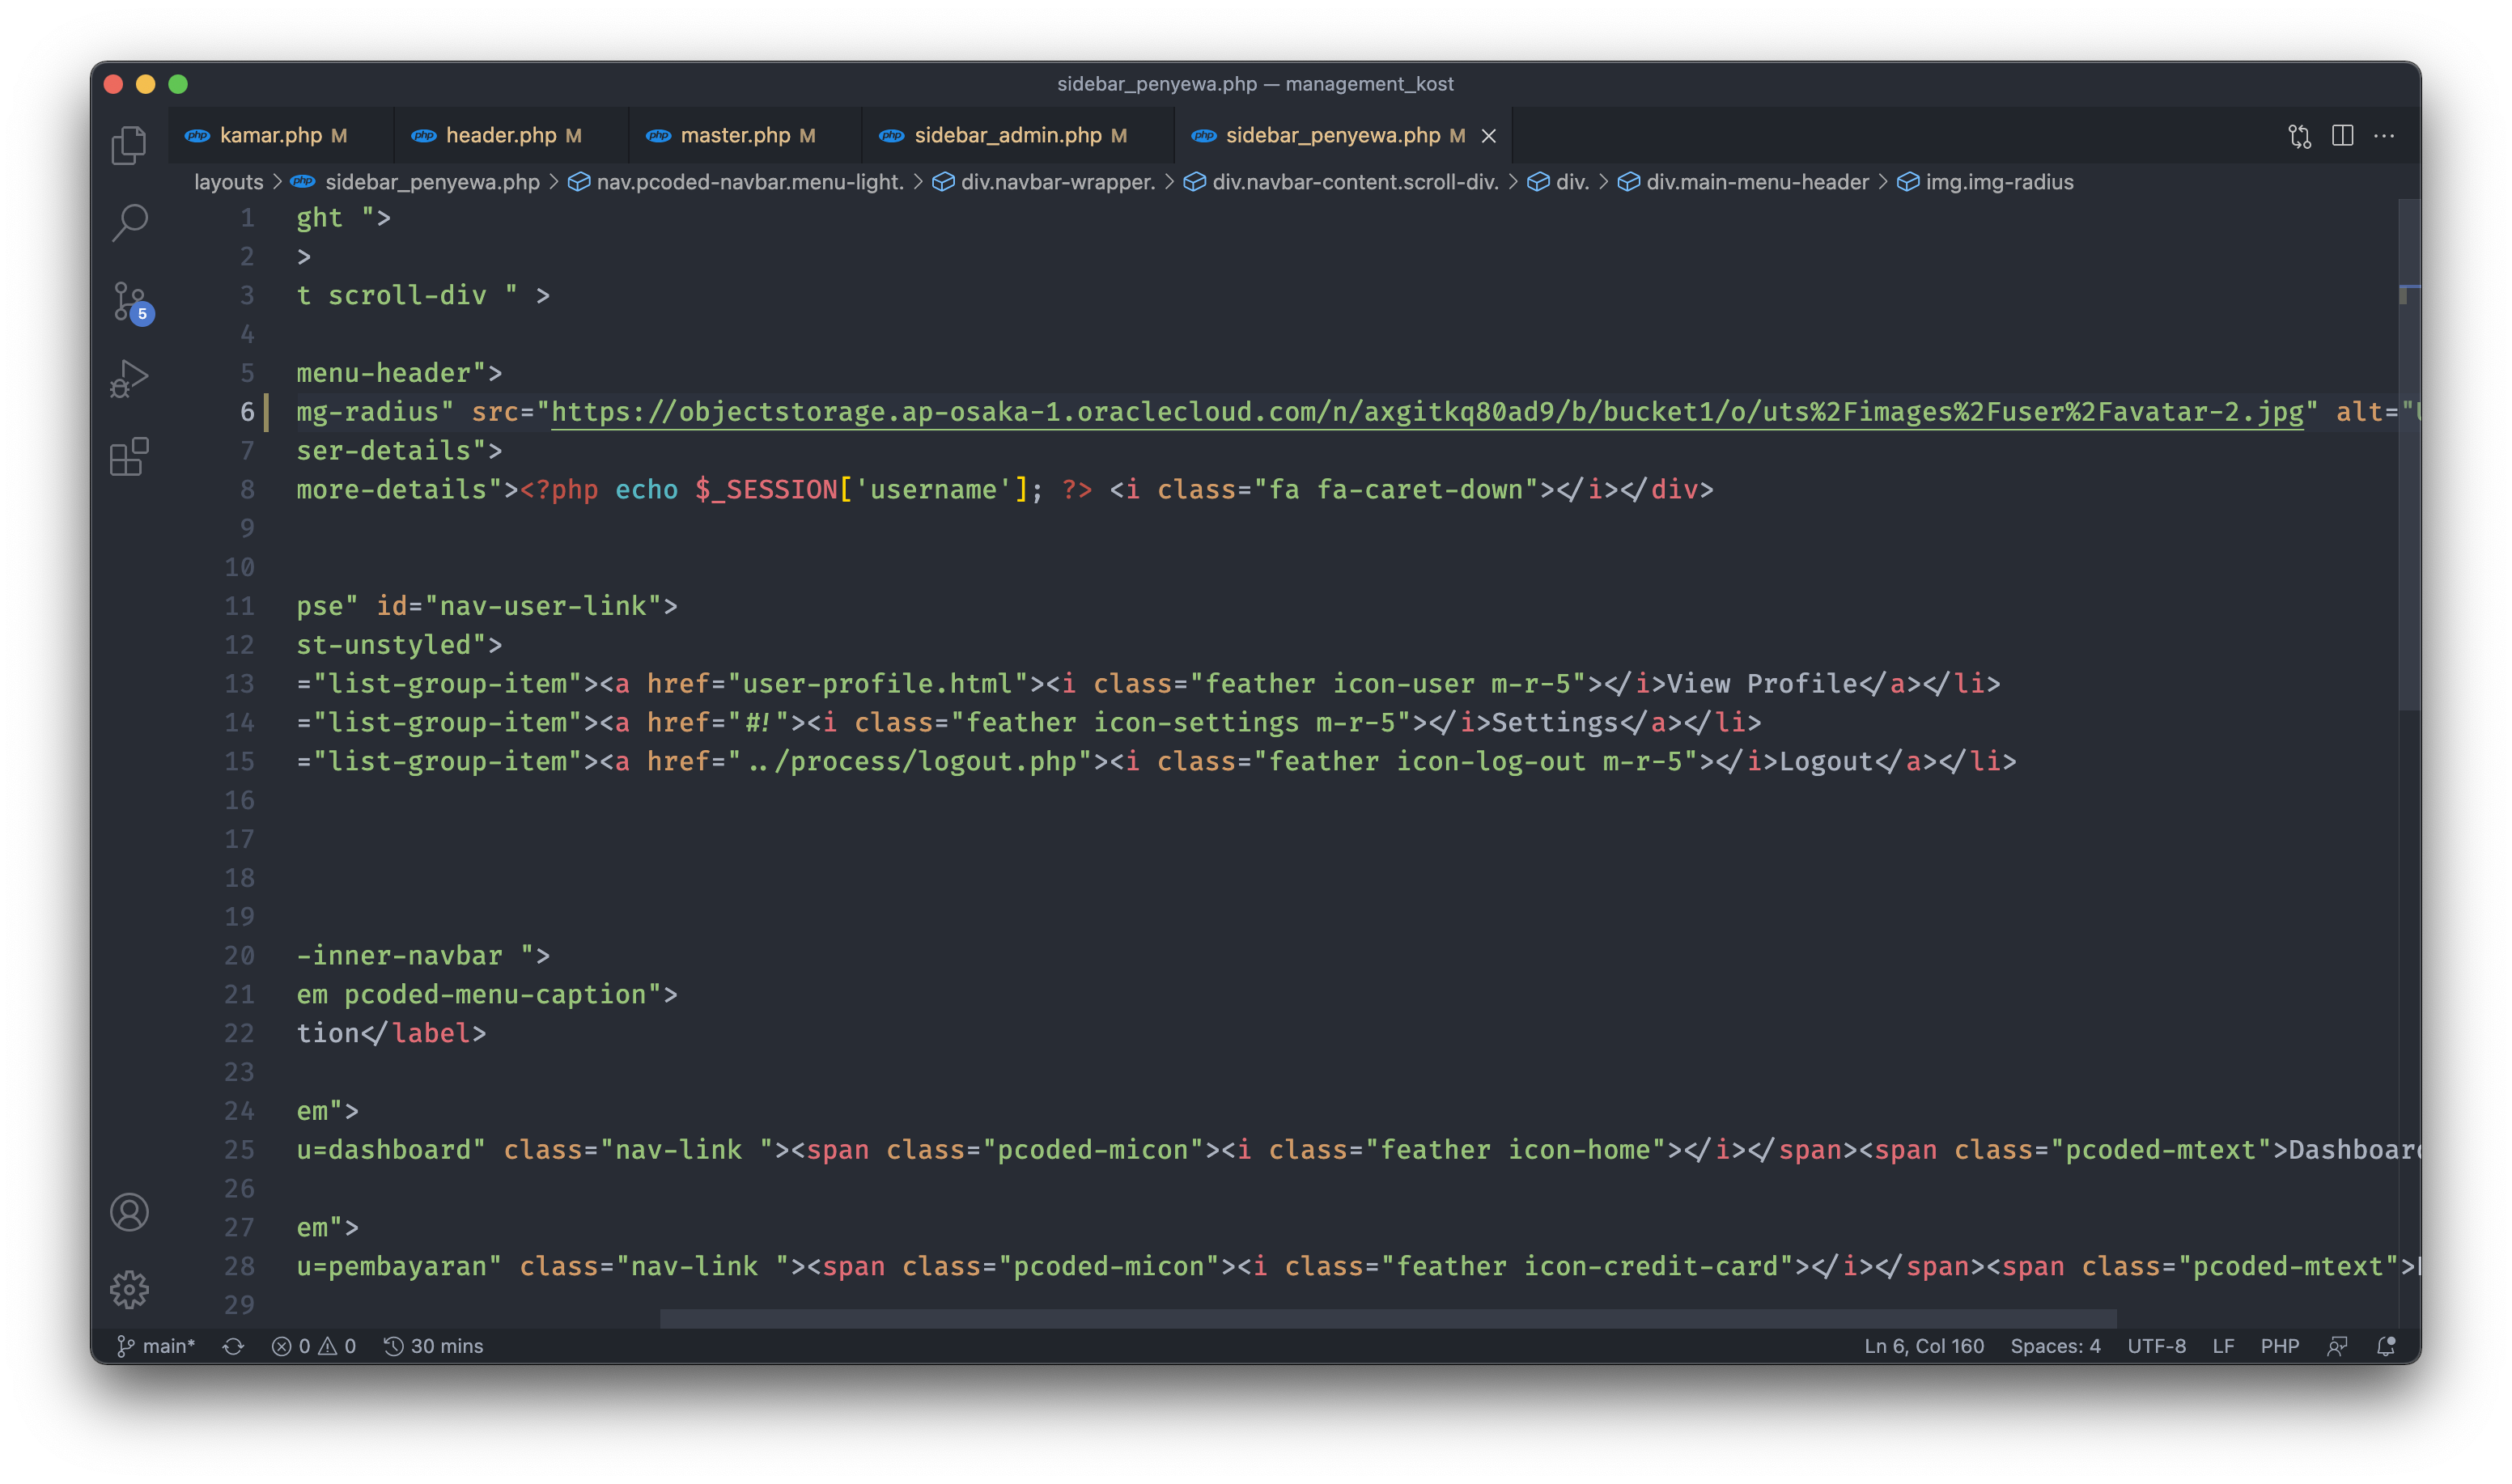 sidebar_penyewa.php — management_kost
php kamar.php M php header.php M php master.php M php sidebar_admin.php M php sidebar_penyewa.php M
layouts > php sidebar_penyewa.php > nav.pcoded-navbar.menu-light. > div.navbar-wrapper. > div.navbar-content.scroll-div. > div. > div.main-menu-header > img.img-radius
1 ght ">
2 >
3 t scroll-div " >
4
5 menu-header">
6 mg-radius" src="https://objectstorage.ap-osaka-1.oraclecloud.com/n/axgitkq80ad9/b/bucket1/o/uts%2Fimages%2Fuser%2Favatar-2.jpg" alt="
7 ser-details">
8 more-details"><?php echo $_SESSION['username']; ?> <i class="fa fa-caret-down"></i></div>
9
10
11 pse" id="nav-user-link">
12 st-unstyled">
13 ="list-group-item"><a href="user-profile.html"><i class="feather icon-user m-r-5"></i>View Profile</a></li>
14 ="list-group-item"><a href="#!"><i class="feather icon-settings m-r-5"></i>Settings</a></li>
15 ="list-group-item"><a href="../process/logout.php"><i class="feather icon-log-out m-r-5"></i>Logout</a></li>
16
17
18
19
20 -inner-navbar ">
21 em pcoded-menu-caption">
22 tion</label>
23
24 em">
25 u=dashboard" class="nav-link "><span class="pcoded-micon"><i class="feather icon-home"></i></span><span class="pcoded-mtext">Dashboard
26
27 em">
28 u=pembayaran" class="nav-link "><span class="pcoded-micon"><i class="feather icon-credit-card"></i></span><span class="pcoded-mtext">
29
5
main* 0 0 30 mins Ln 6, Col 160 Spaces: 4 UTF-8 LF PHP